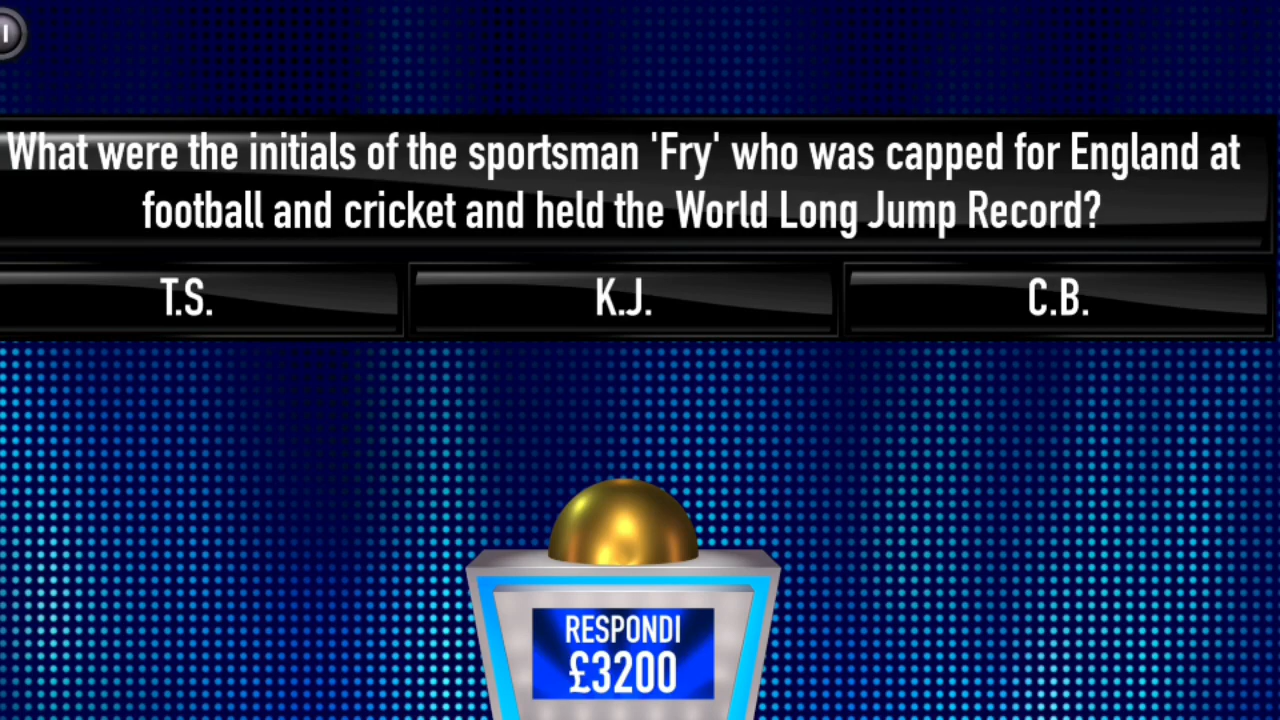 What were the initials of the sportsman 'Fry' who was capped for England at
football and cricket and held the World Long Jump Record?
T.S.
K.J.
C.B.
RESPONDI
£3200